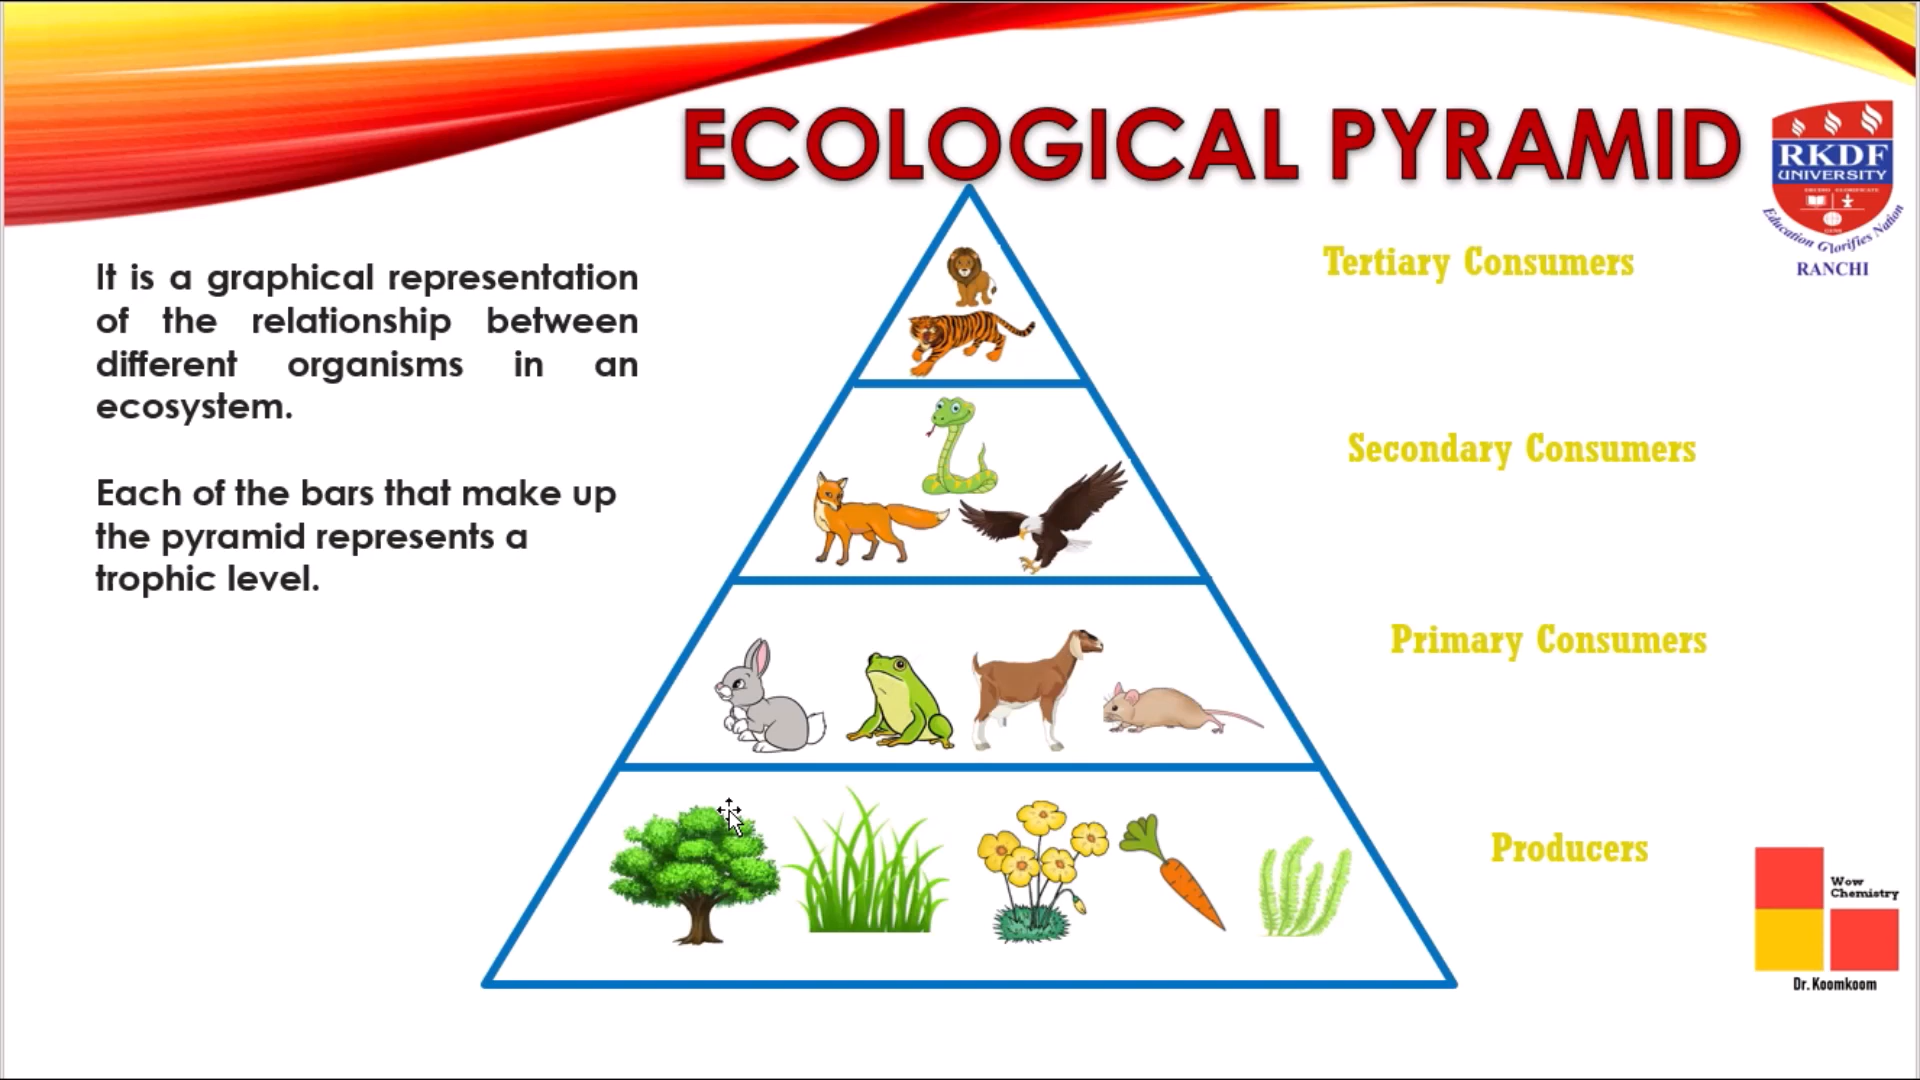 ECOLOGICAL PYRAMID
RKDF
UNIVERSITY
Education Glorifies Nation
RANCHI
It is a graphical representation
of the relationship between
different organisms in an
ecosystem.
Each of the bars that make up
the pyramid represents a
trophic level.
Tertiary Consumers
Secondary Consumers
Primary Consumers
Producers
Wow
Chemistry
Dr. Koomkoom